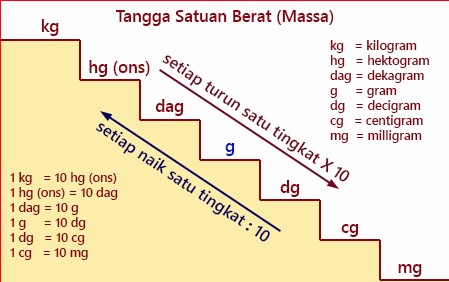 Tangga Satuan Berat (Massa)
kg
hg (ons)
dag
g
dg
cg
mg
setiap turun satu tingkat X 10
setiap naik satu tingkat : 10
kg = kilogram
hg = hektogram
dag = dekagram
g = gram
dg = decigram
cg = centigram
mg = milligram
1 kg = 10 hg (ons)
1 hg (ons) = 10 dag
1 dag = 10 g
1 g = 10 dg
1 dg = 10 cg
1 cg = 10 mg